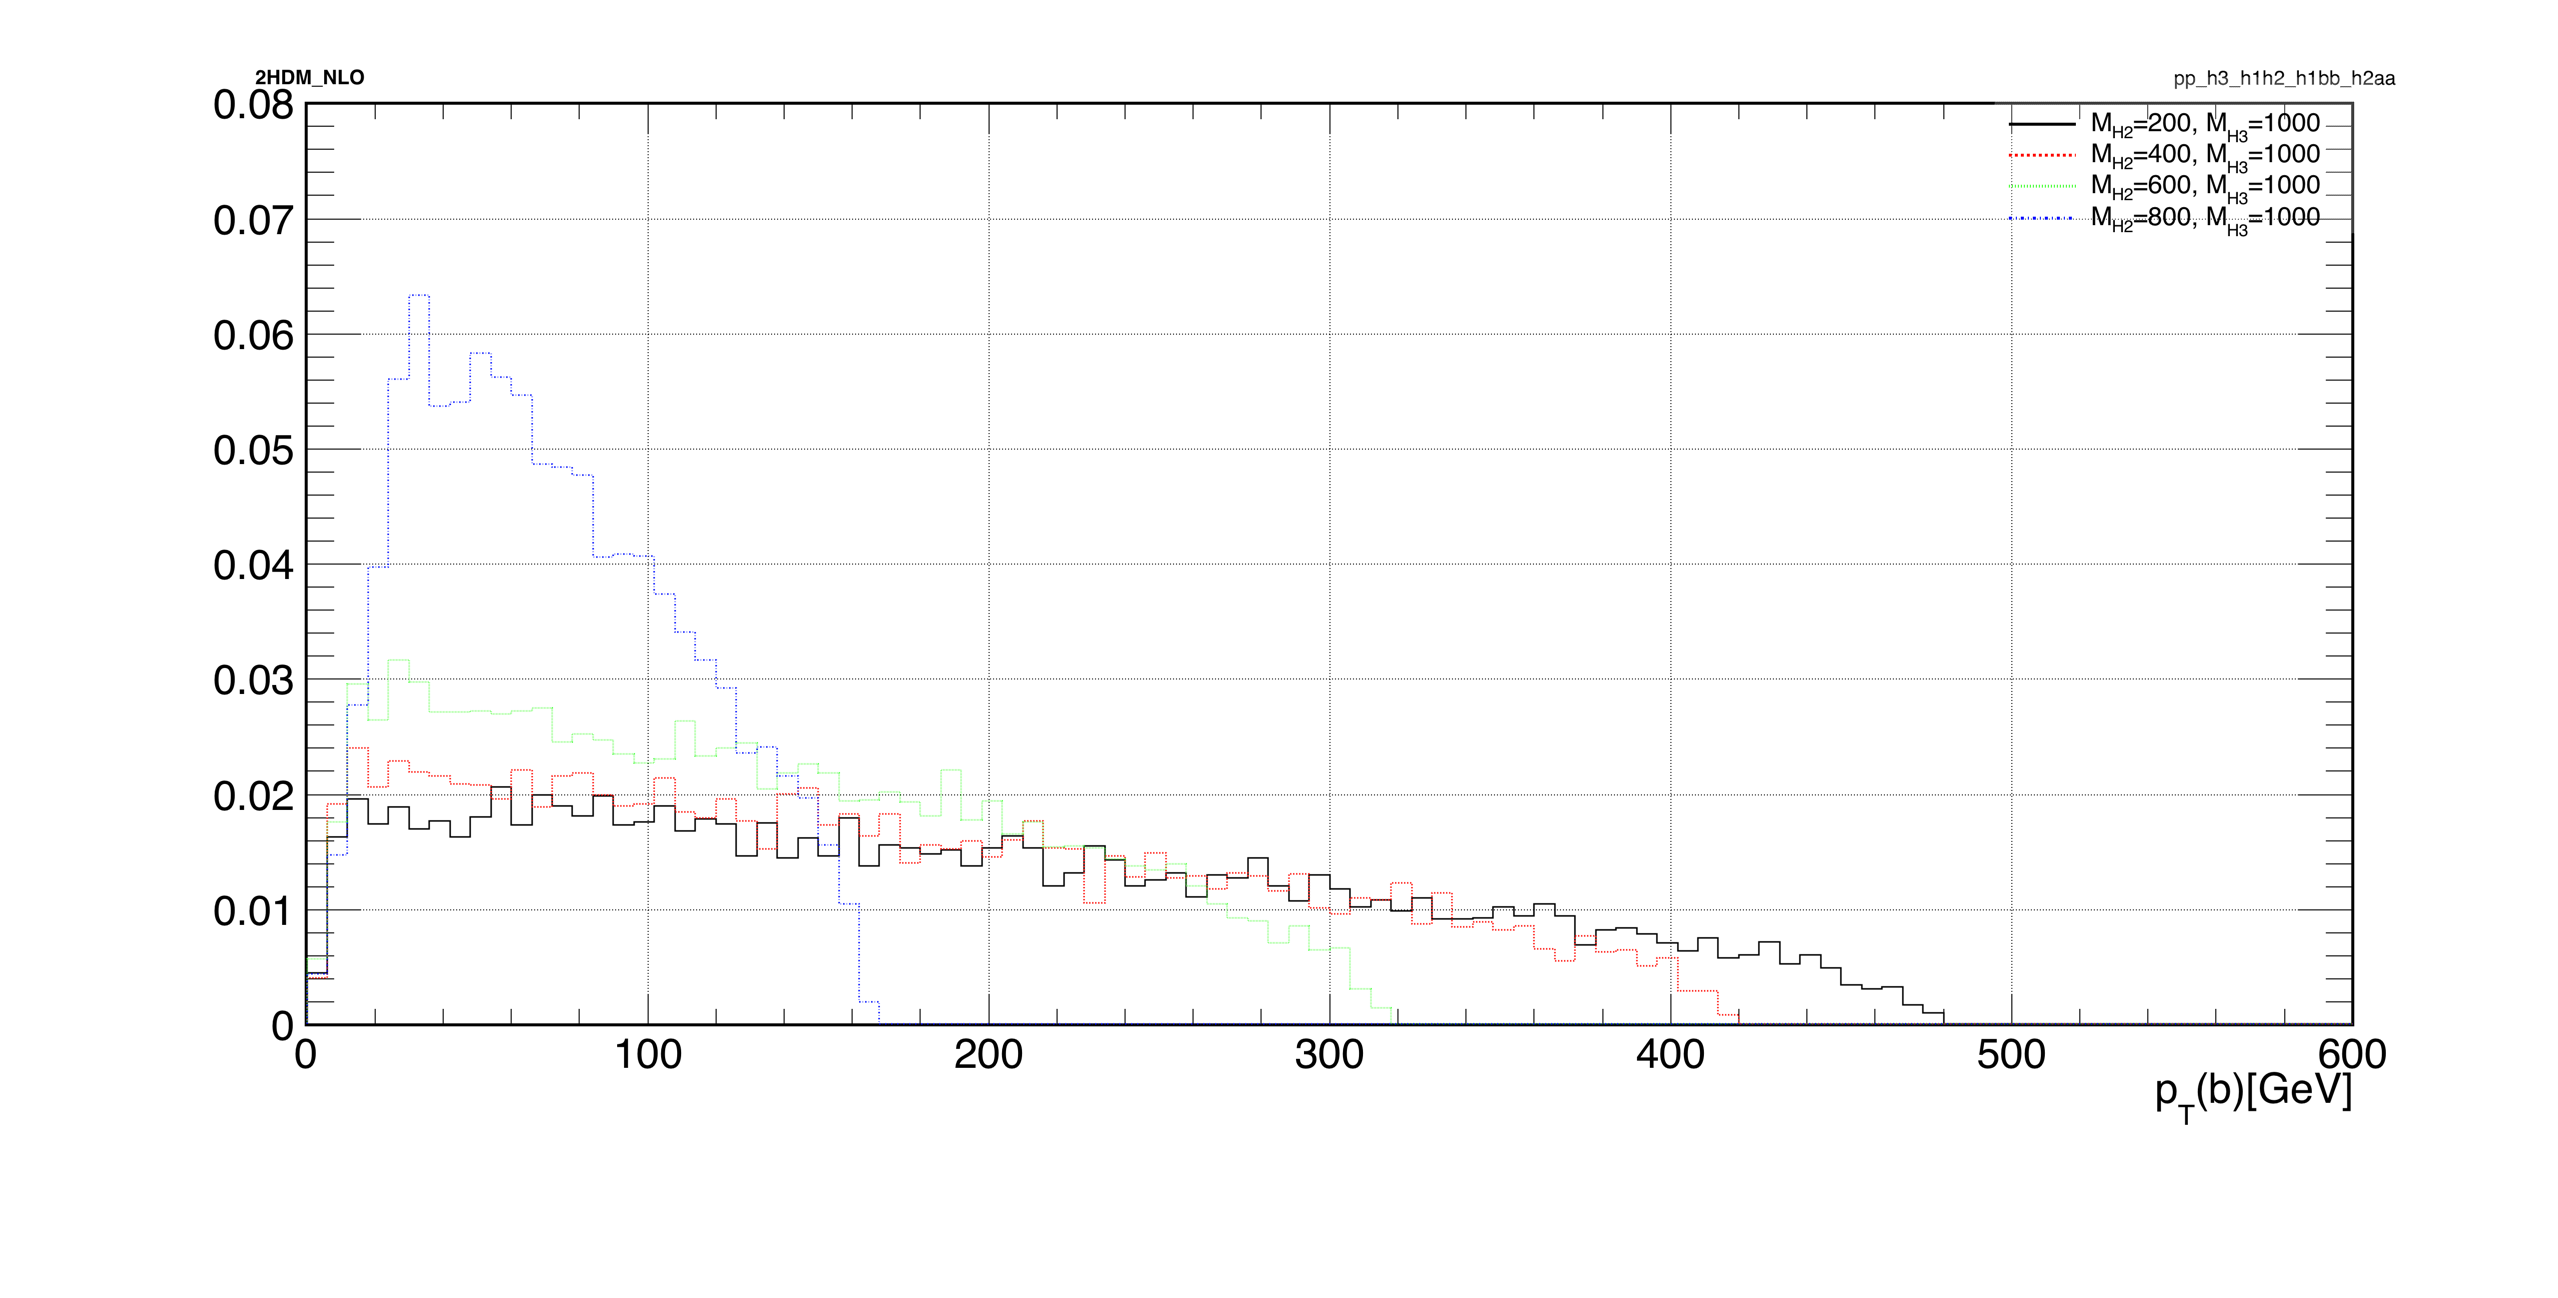 2HDM_NLO
pp_h3_h1h2_h1bb_h2aa
M_H2=200, M_H3=1000
M_H2=400, M_H3=1000
M_H2=600, M_H3=1000
M_H2=800, M_H3=1000
0.08
0.07
0.06
0.05
0.04
0.03
0.02
0.01
0
0 100 200 300 400 500 600
p_T(b)[GeV]